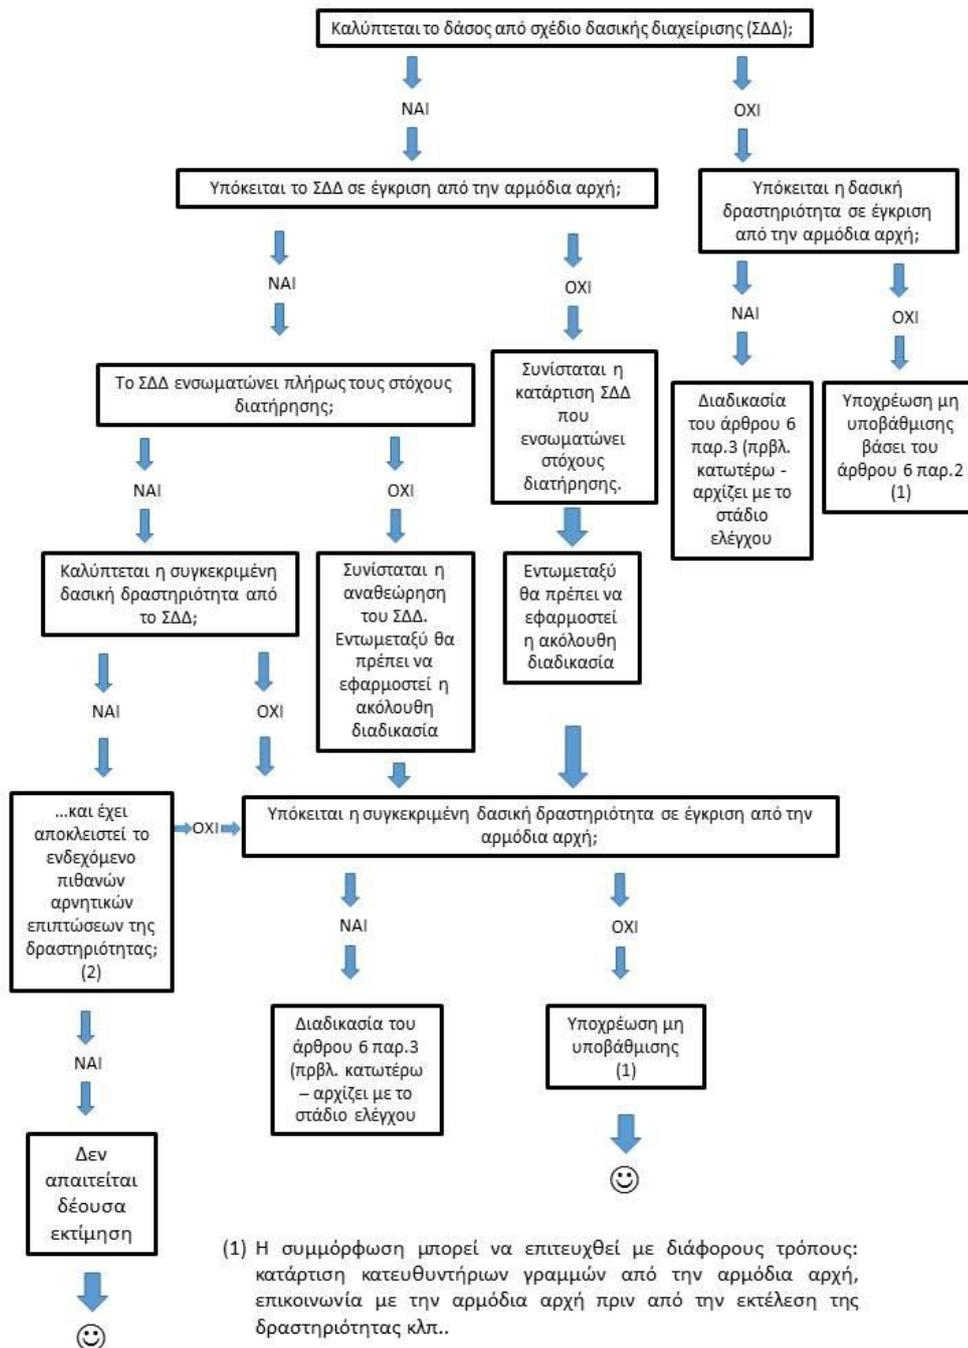 Καλύπτεται το δάσος από σχέδιο δασικής διαχείρισης (ΣΔΔ);
ΝΑΙ
ΟΧΙ
Υπόκειται το ΣΔΔ σε έγκριση από την αρμόδια αρχή;
Υπόκειται η δασική
δραστηριότητα σε έγκριση
από την αρμόδια αρχή;
ΝΑΙ
ΟΧΙ
ΝΑΙ
ΟΧΙ
Το ΣΔΔ ενσωματώνει πλήρως τους στόχους
διατήρησης;
Συνίσταται η
κατάρτιση ΣΔΔ
που
ενσωματώνει
στόχους
διατήρησης.
Διαδικασία
του άρθρου 6
παρ.3 (πρβλ.
κατωτέρω -
αρχίζει με το
στάδιο
ελέγχου
Υποχρέωση μη
υποβάθμισης
βάσει του
άρθρου 6 παρ.2
(1)
ΝΑΙ
ΟΧΙ
Καλύπτεται η συγκεκριμένη
δασική δραστηριότητα από
το ΣΔΔ;
Συνίσταται η
αναθεώρηση
του ΣΔΔ.
Εντωμεταξύ θα
πρέπει να
εφαρμοστεί η
ακόλουθη
διαδικασία
Εντωμεταξύ
θα πρέπει να
εφαρμοστεί
η ακόλουθη
διαδικασία
ΝΑΙ
ΟΧΙ
...και έχει
αποκλειστεί το
ενδεχόμενο
πιθανών
αρνητικών
επιπτώσεων της
δραστηριότητας;
(2)
ΟΧΙ
Υπόκειται η συγκεκριμένη δασική δραστηριότητα σε έγκριση από την
αρμόδια αρχή;
ΝΑΙ
ΟΧΙ
Διαδικασία του
άρθρου 6 παρ.3
(πρβλ. κατωτέρω
– αρχίζει με το
στάδιο ελέγχου
Υποχρέωση μη
υποβάθμισης
(1)
ΝΑΙ
Δεν
απαιτείται
δέουσα
εκτίμηση
(1) Η συμμόρφωση μπορεί να επιτευχθεί με διάφορους τρόπους:
κατάρτιση κατευθυντήριων γραμμών από την αρμόδια αρχή,
επικοινωνία με την αρμόδια αρχή πριν από την εκτέλεση της
δραστηριότητας κλπ..